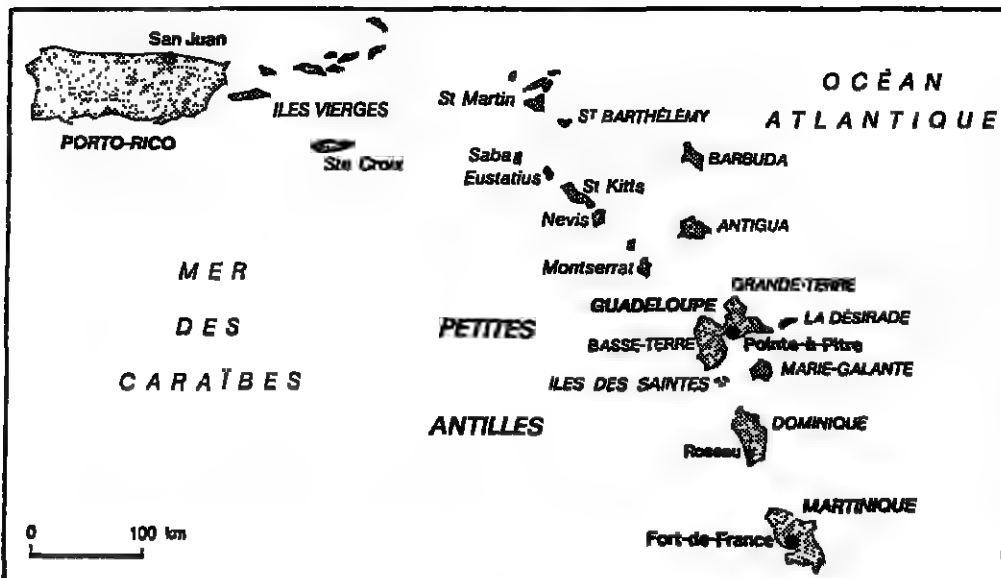 San Juan
OCÉAN
ATLANTIQUE
ILES VIERGES
St Martin
ST BARTHÉLÉMY
PORTO-RICO
Ste Croix
Saba
Eustatius
BARBUDA
St Kitts
Nevis
ANTIGUA
Montserrat
MER
DES
CARAÏBES
GRANDE-TERRE
GUADELOUPE
LA DÉSIRADE
PETITES
BASSE-TERRE
Pointe-à-Pitre
MARIE-GALANTE
ILES DES SAINTES
ANTILLES
DOMINIQUE
Roseau
MARTINIQUE
Fort-de-France
0 100 km